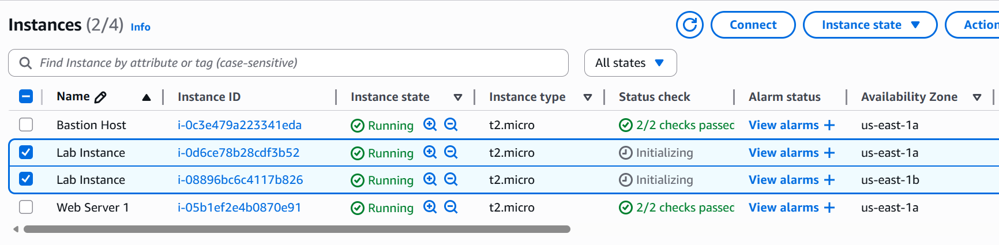 Instances (2/4) Info Connect Instance state Action
Find Instance by attribute or tag (case-sensitive) All states
Name Instance ID Instance state Instance type Status check Alarm status Availability Zone
Bastion Host i-0c3e479a223341eda Running t2.micro 2/2 checks passed View alarms + us-east-1a
Lab Instance i-0d6ce78b28cdf3b52 Running t2.micro Initializing View alarms + us-east-1a
Lab Instance i-08896bc6c4117b826 Running t2.micro Initializing View alarms + us-east-1b
Web Server 1 i-05b1ef2e4b0870e91 Running t2.micro 2/2 checks passed View alarms + us-east-1a